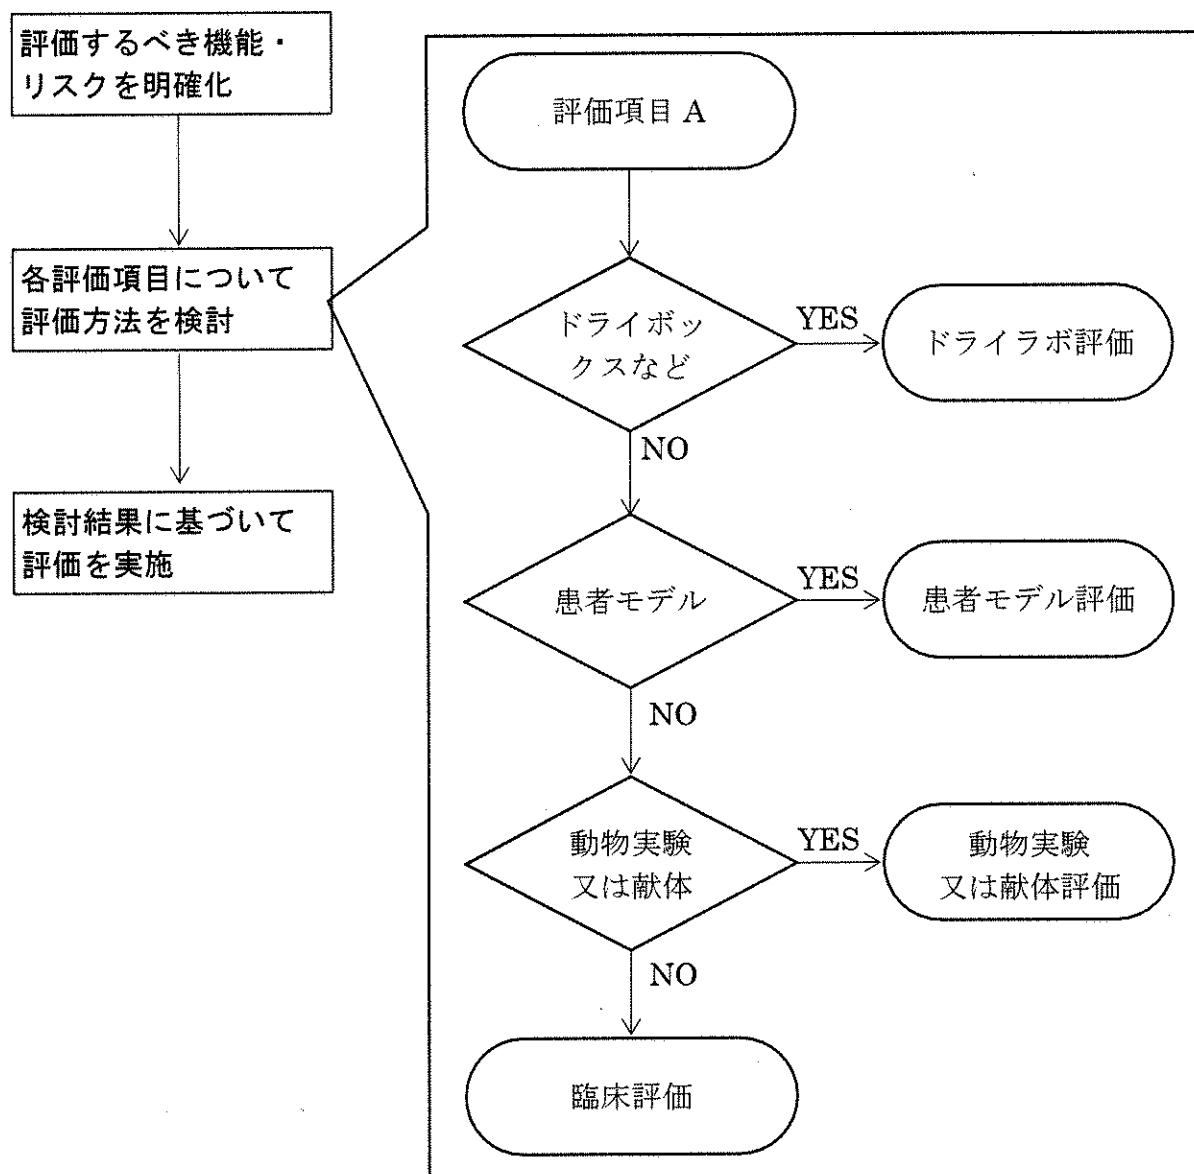 評価するべき機能・
リスクを明確化
各評価項目について
評価方法を検討
検討結果に基づいて
評価を実施
評価項目 A
ドライボッ
クスなど
YES
ドライラボ評価
NO
患者モデル
YES
患者モデル評価
NO
動物実験
又は献体
YES
動物実験
又は献体評価
NO
臨床評価